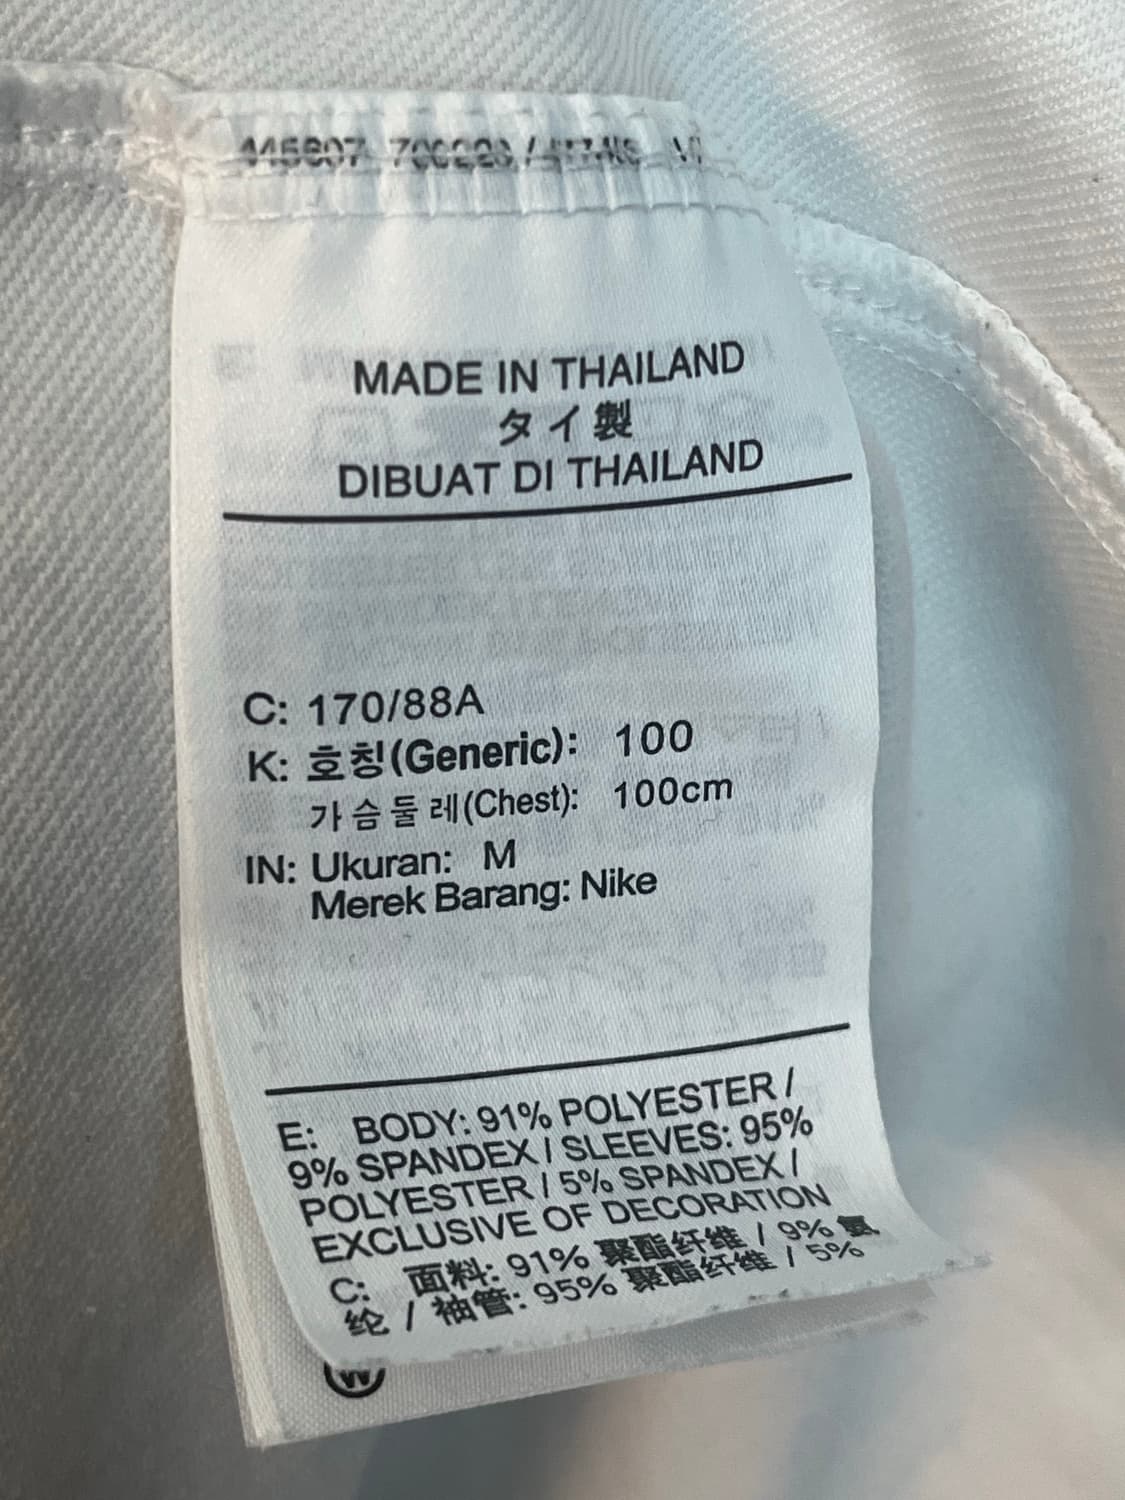 MADE IN THAILAND
タイ製
DIBUAT DI THAILAND
C: 170/88A
K: 호칭(Generic): 100
가슴둘레(Chest): 100cm
IN: Ukuran: M
Merek Barang: Nike
E: BODY: 91% POLYESTER /
9% SPANDEX / SLEEVES: 95%
POLYESTER / 5% SPANDEX /
EXCLUSIVE OF DECORATION
C: 面料: 91% 聚酯纤维 / 9% 氨
纶 / 袖管: 95% 聚酯纤维 / 5%
W